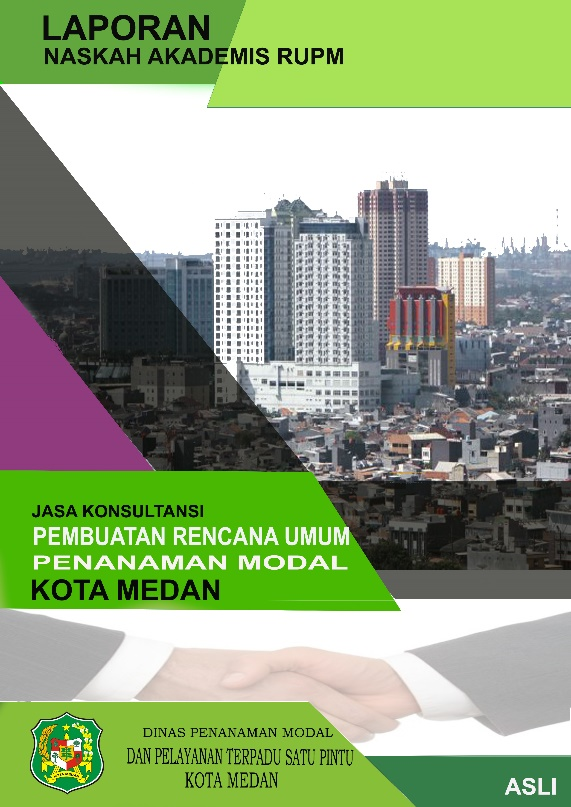 LAPORAN
NASKAH AKADEMIS RUPM
JASA KONSULTANSI
PEMBUATAN RENCANA UMUM
PENANAMAN MODAL
KOTA MEDAN
DINAS PENANAMAN MODAL
DAN PELAYANAN TERPADU SATU PINTU
KOTA MEDAN
ASLI